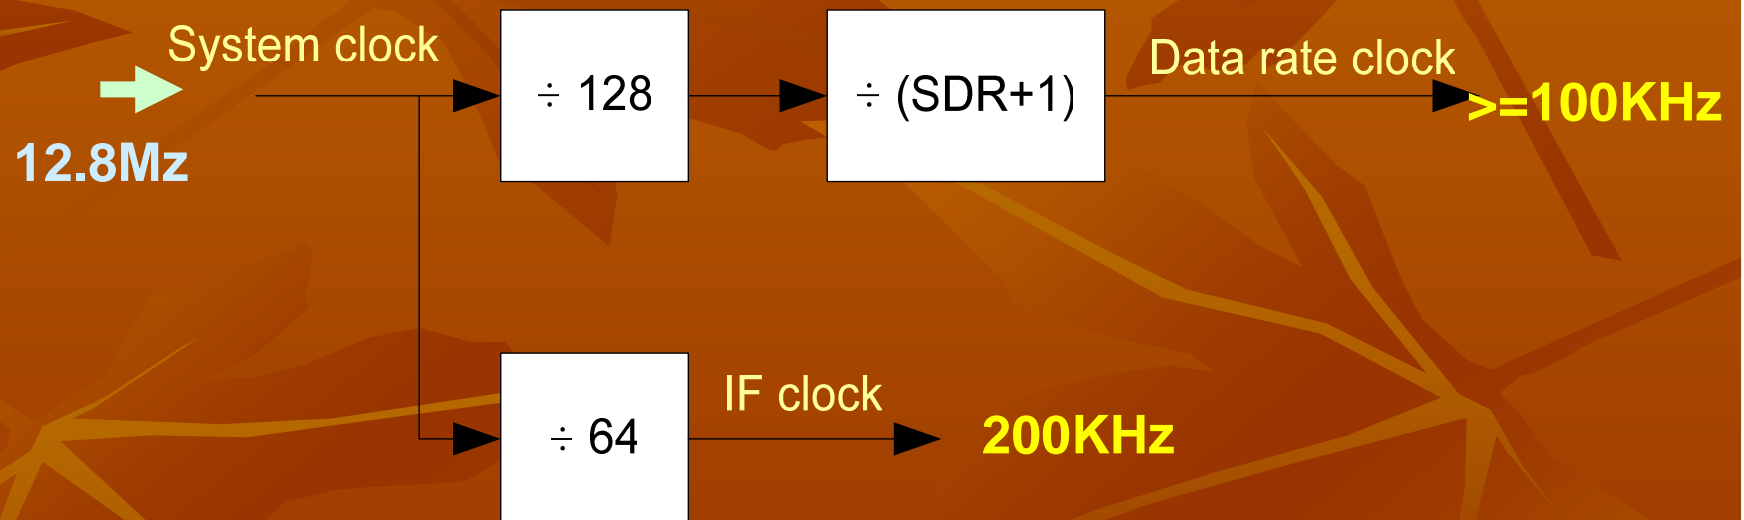 System clock
12.8Mz
÷ 128
÷ (SDR+1)
Data rate clock
>=100KHz
÷ 64
IF clock
200KHz